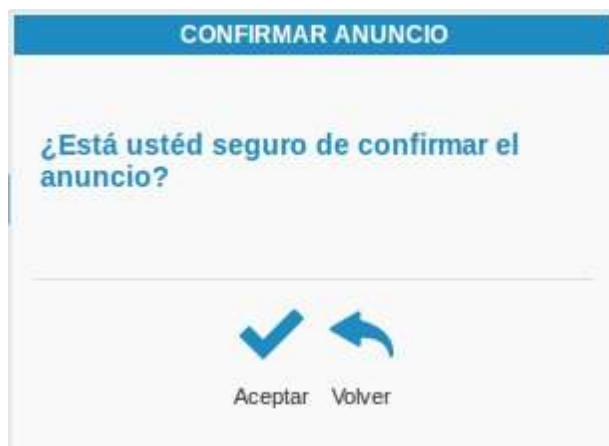 CONFIRMAR ANUNCIO
¿Está ustéd seguro de confirmar el
anuncio?
Aceptar Volver